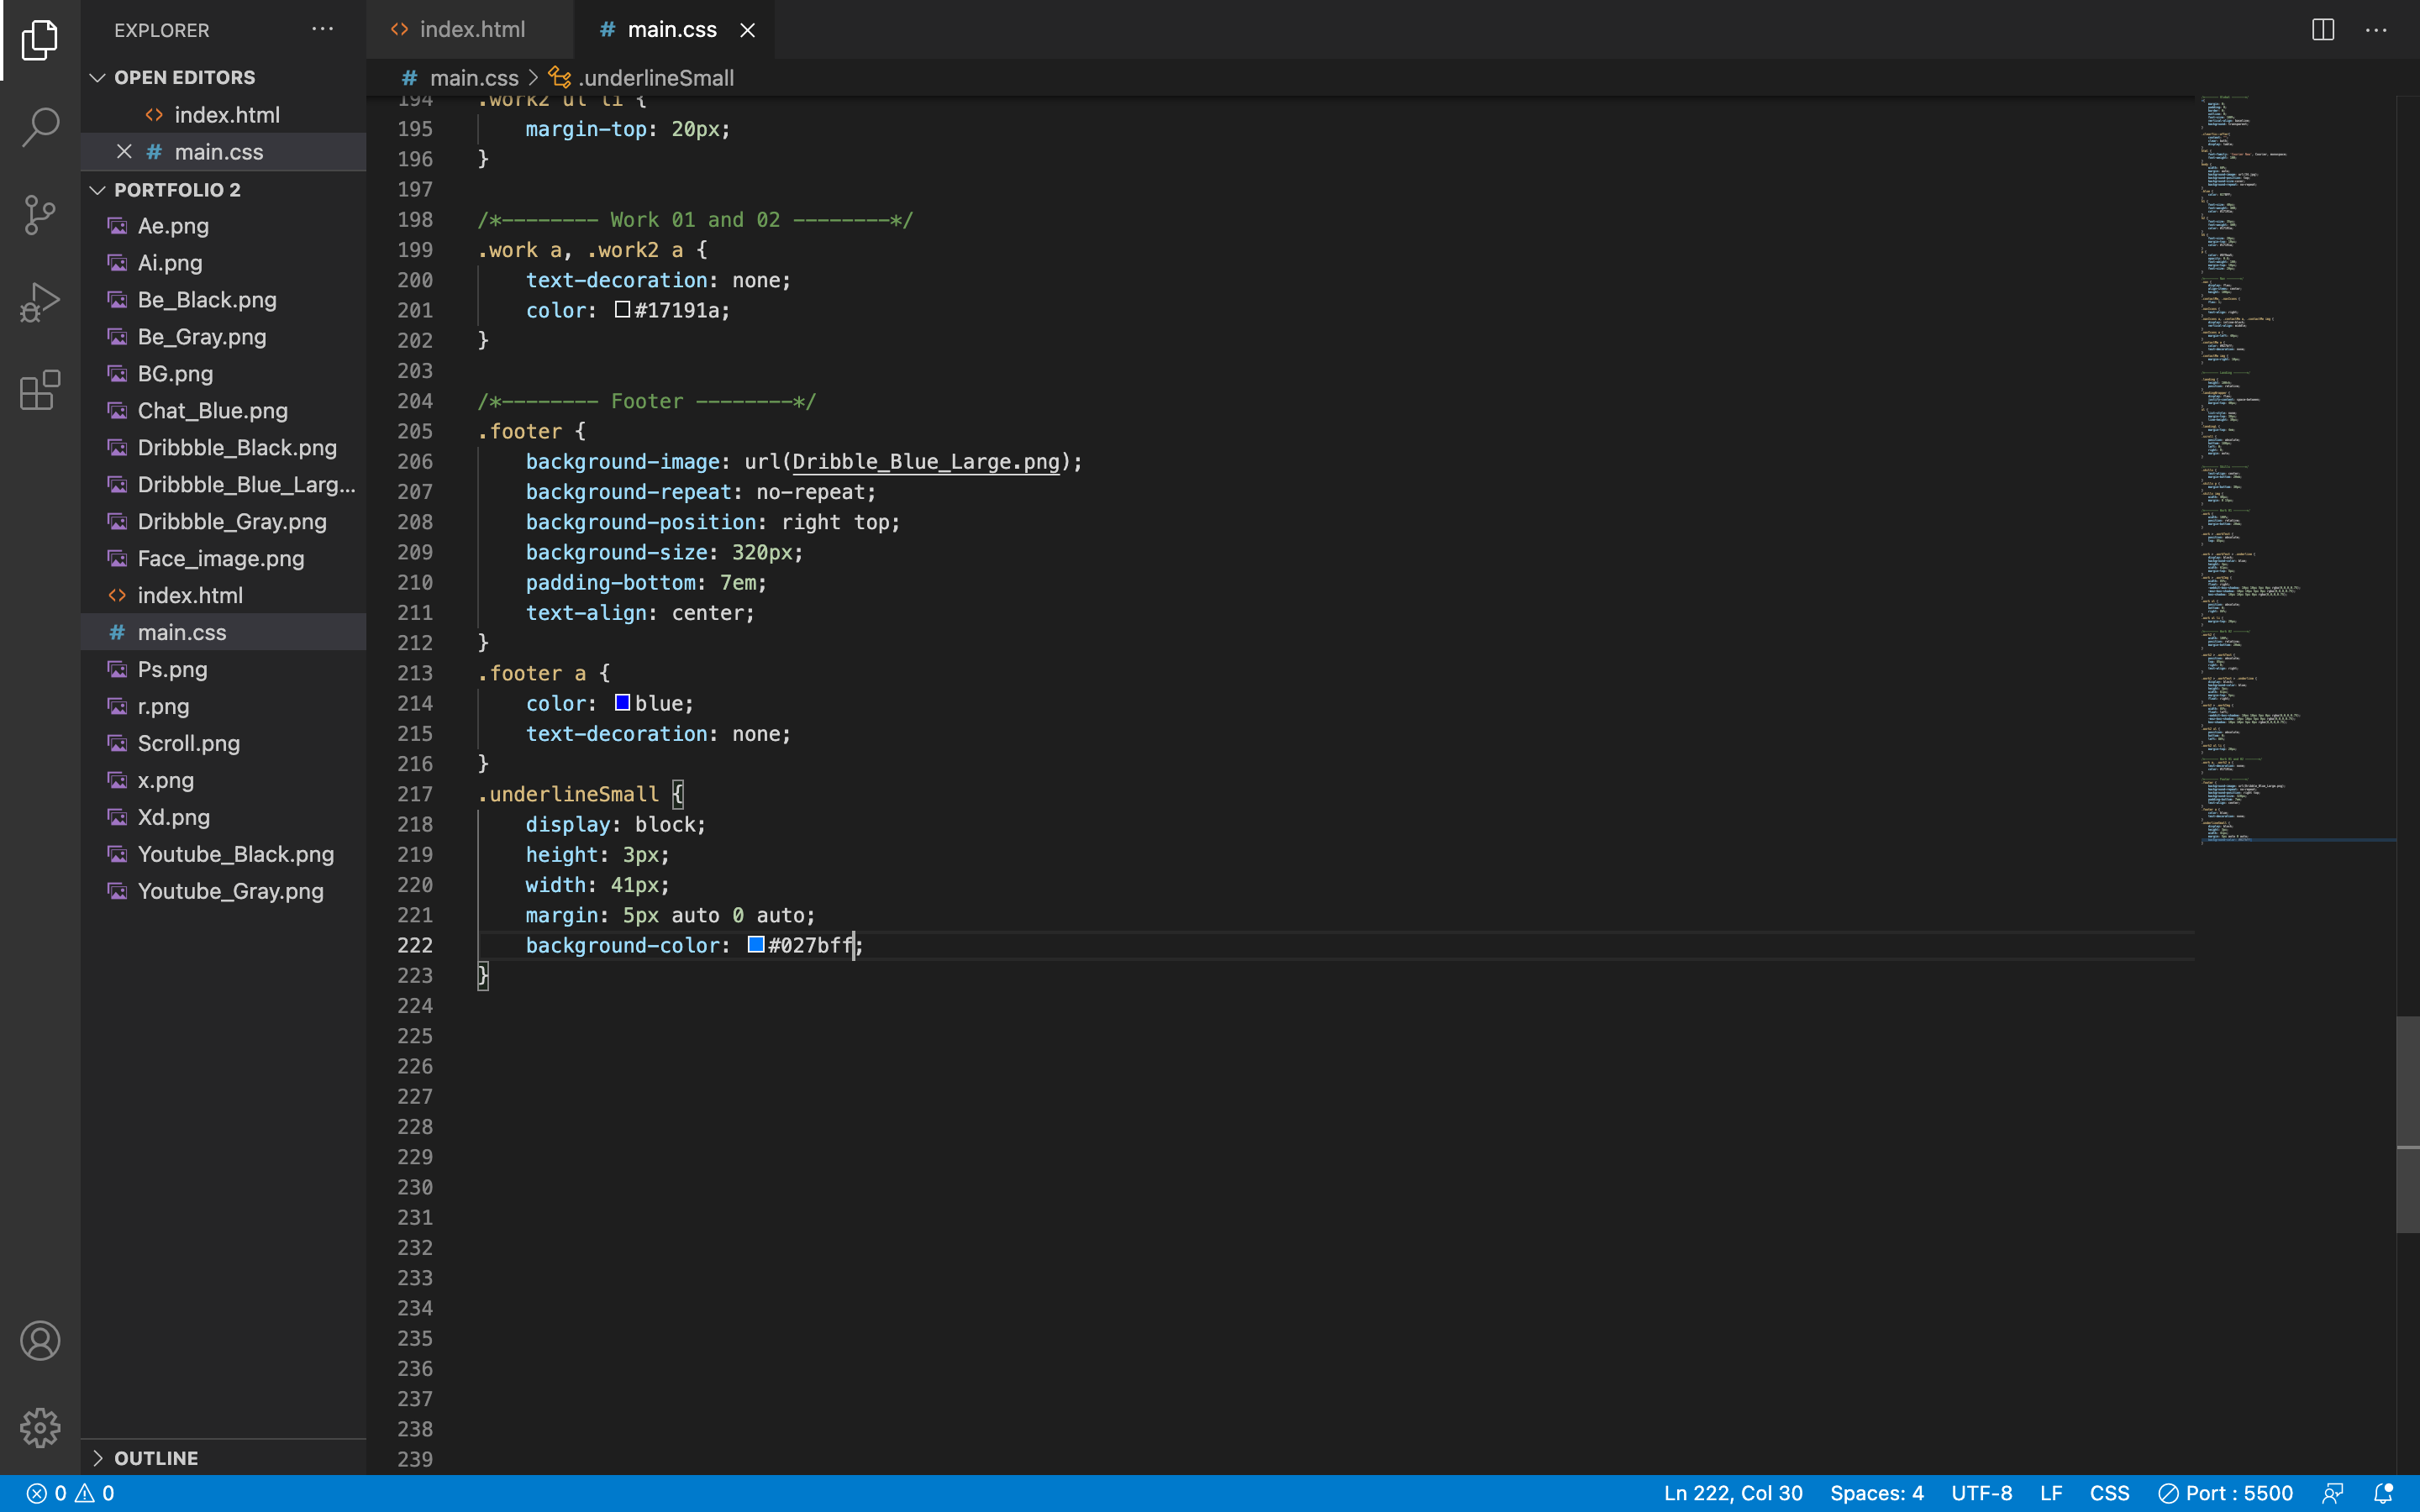 EXPLORER
OPEN EDITORS
index.html
main.css
PORTFOLIO 2
Ae.png
Ai.png
Be_Black.png
Be_Gray.png
BG.png
Chat_Blue.png
Dribbble_Black.png
Dribbble_Blue_Larg...
Dribbble_Gray.png
Face_image.png
index.html
main.css
Ps.png
r.png
Scroll.png
x.png
Xd.png
Youtube_Black.png
Youtube_Gray.png
OUTLINE
index.html
# main.css
# main.css > .underlineSmall
194 .work2 ul li {
195 margin-top: 20px;
196 }
197
198 /*-------- Work 01 and 02 --------*/
199 .work a, .work2 a {
200 text-decoration: none;
201 color: #17191a;
202 }
203
204 /*-------- Footer --------*/
205 .footer {
206 background-image: url(Dribble_Blue_Large.png);
207 background-repeat: no-repeat;
208 background-position: right top;
209 background-size: 320px;
210 padding-bottom: 7em;
211 text-align: center;
212 }
213 .footer a {
214 color: blue;
215 text-decoration: none;
216 }
217 .underlineSmall {
218 display: block;
219 height: 3px;
220 width: 41px;
221 margin: 5px auto 0 auto;
222 background-color: #027bff;
223 }
224
225
226
227
228
229
230
231
232
233
234
235
236
237
238
239
0 0
Ln 222, Col 30 Spaces: 4 UTF-8 LF CSS Port : 5500